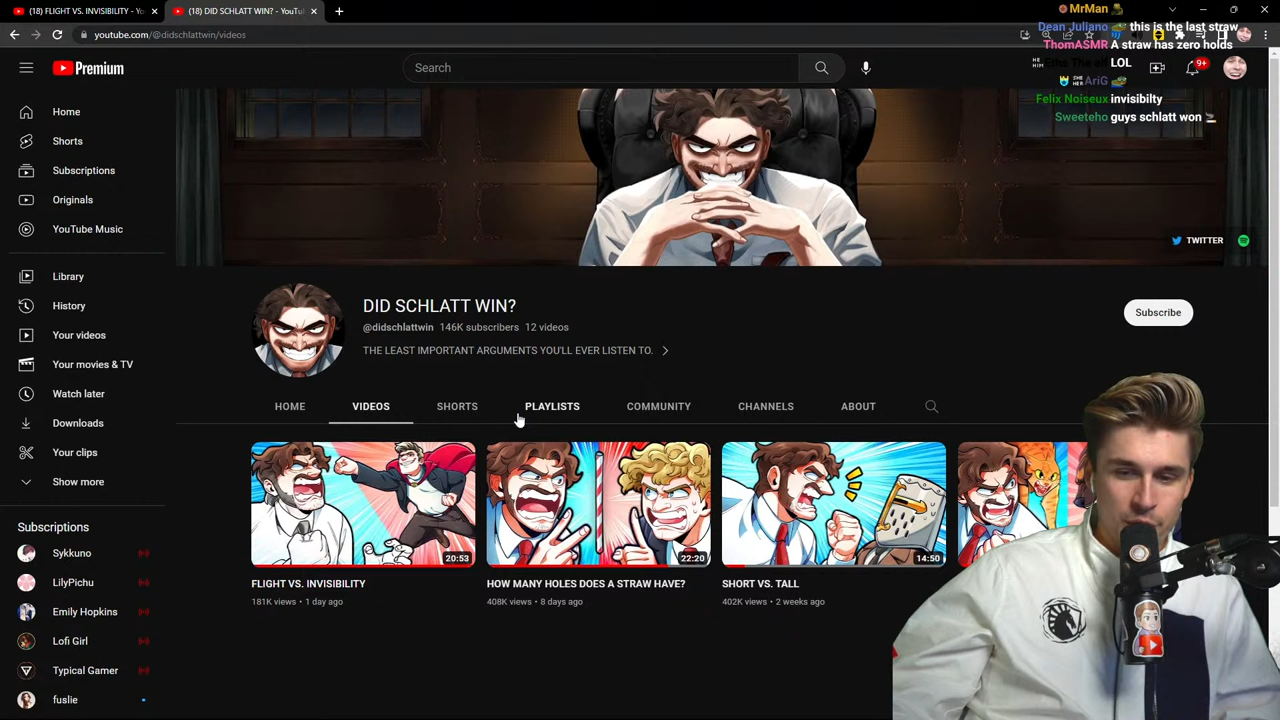 (18) FLIGHT VS. INVISIBILITY - Yo
(18) DID SCHLATT WIN? - YouTu
youtube.com/@didschlattwin/videos
MrMan
Dean Juliano this is the last straw
ThomASMR A straw has zero holds
LOL
SHE HER AriG
Felix Noiseux invisibilty
Sweeteho guys schlatt won
Premium
Search
9+
Home
Shorts
Subscriptions
Originals
YouTube Music
Library
History
Your videos
Your movies & TV
Watch later
Downloads
Your clips
Show more
Subscriptions
Sykkuno
LilyPichu
Emily Hopkins
Lofi Girl
Typical Gamer
fuslie
TWITTER
DID SCHLATT WIN?
@didschlattwin 146K subscribers 12 videos
THE LEAST IMPORTANT ARGUMENTS YOU'LL EVER LISTEN TO.
Subscribe
HOME VIDEOS SHORTS PLAYLISTS COMMUNITY CHANNELS ABOUT
20:53
22:20
14:50
FLIGHT VS. INVISIBILITY
181K views • 1 day ago
HOW MANY HOLES DOES A STRAW HAVE?
408K views • 8 days ago
SHORT VS. TALL
402K views • 2 weeks ago